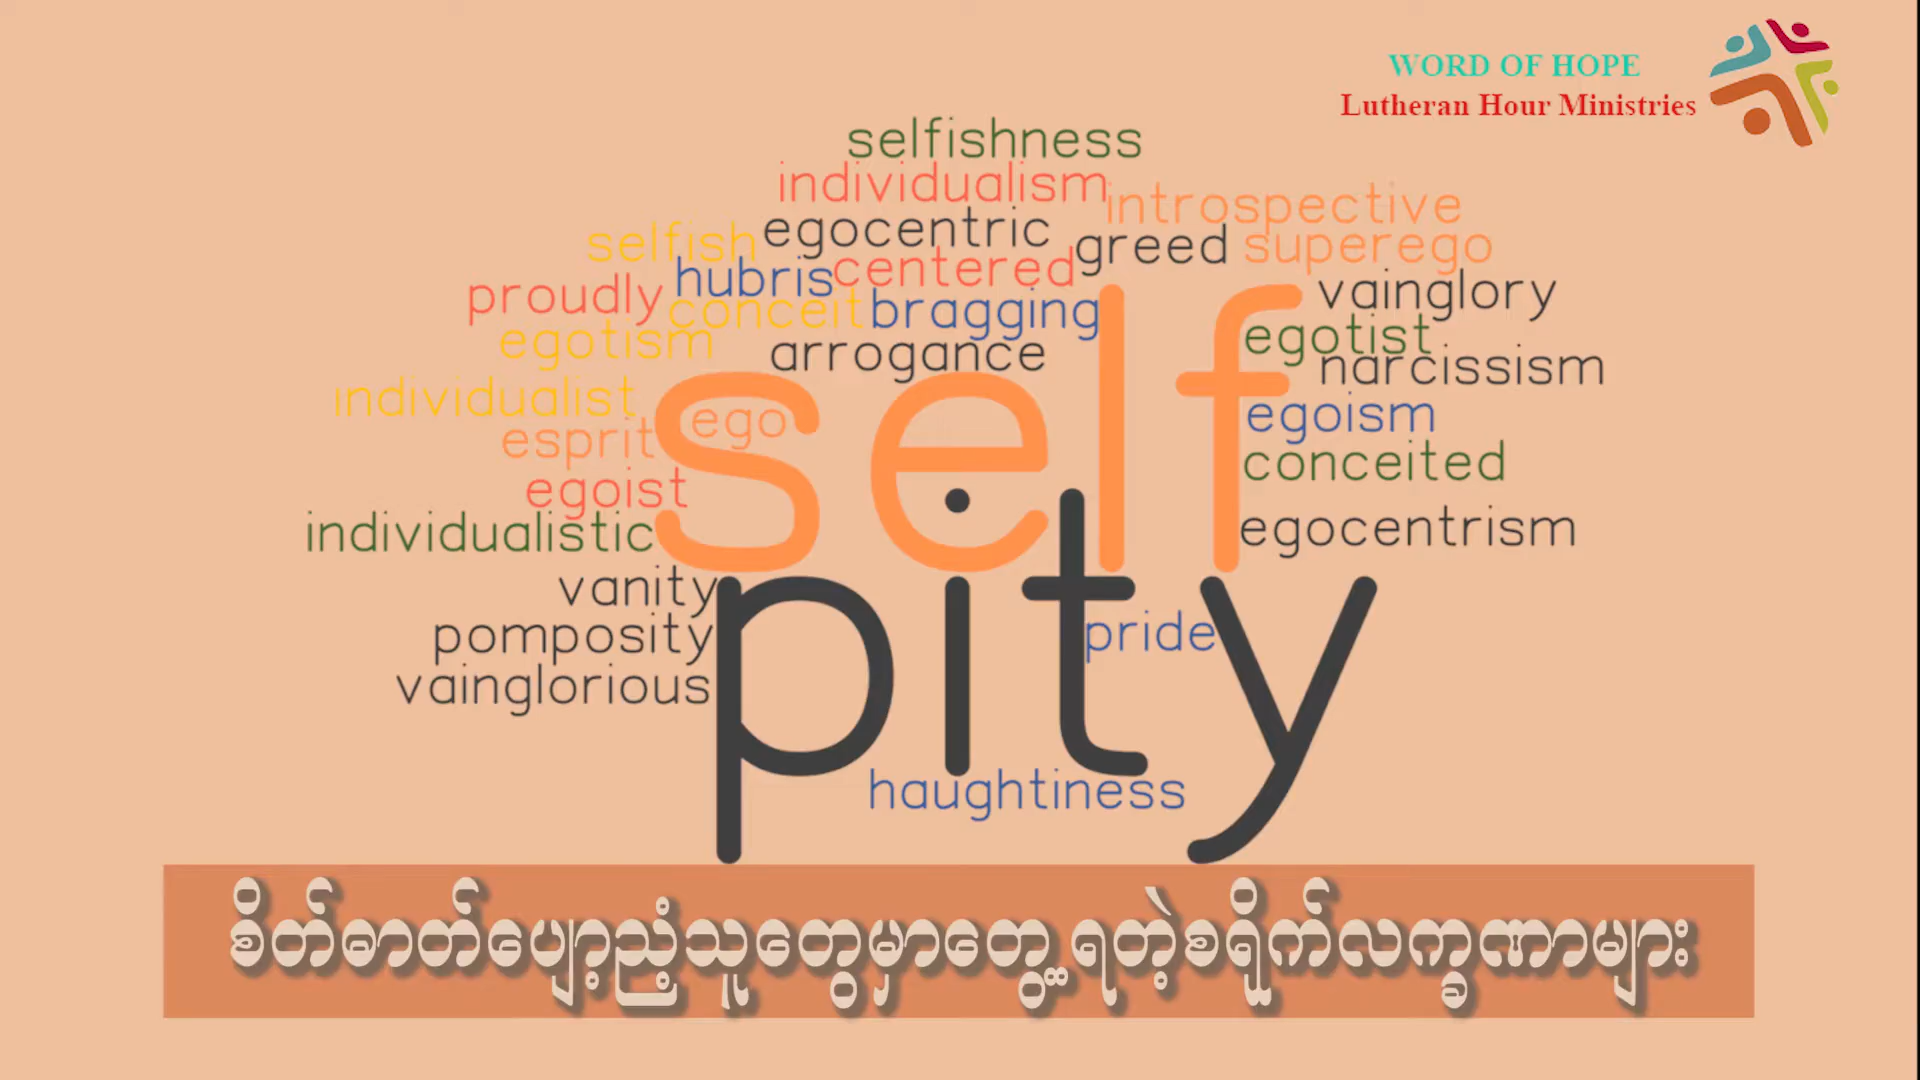 WORD OF HOPE
Lutheran Hour Ministries
selfishness
individualism
introspective
selfish
egocentric
greed
superego
hubris
centered
proudly
conceit
bragging
vainglory
egotism
arrogance
egotist
narcissism
individualist
ego
self
egoism
esprit
conceited
egoist
individualistic
egocentrism
vanity
pity
pomposity
pride
vainglorious
haughtiness
စိတ်ဓာတ်ပျော့ညံ့သူတွေမှာတွေ့ရတဲ့စရိုက်လက္ခဏာများ